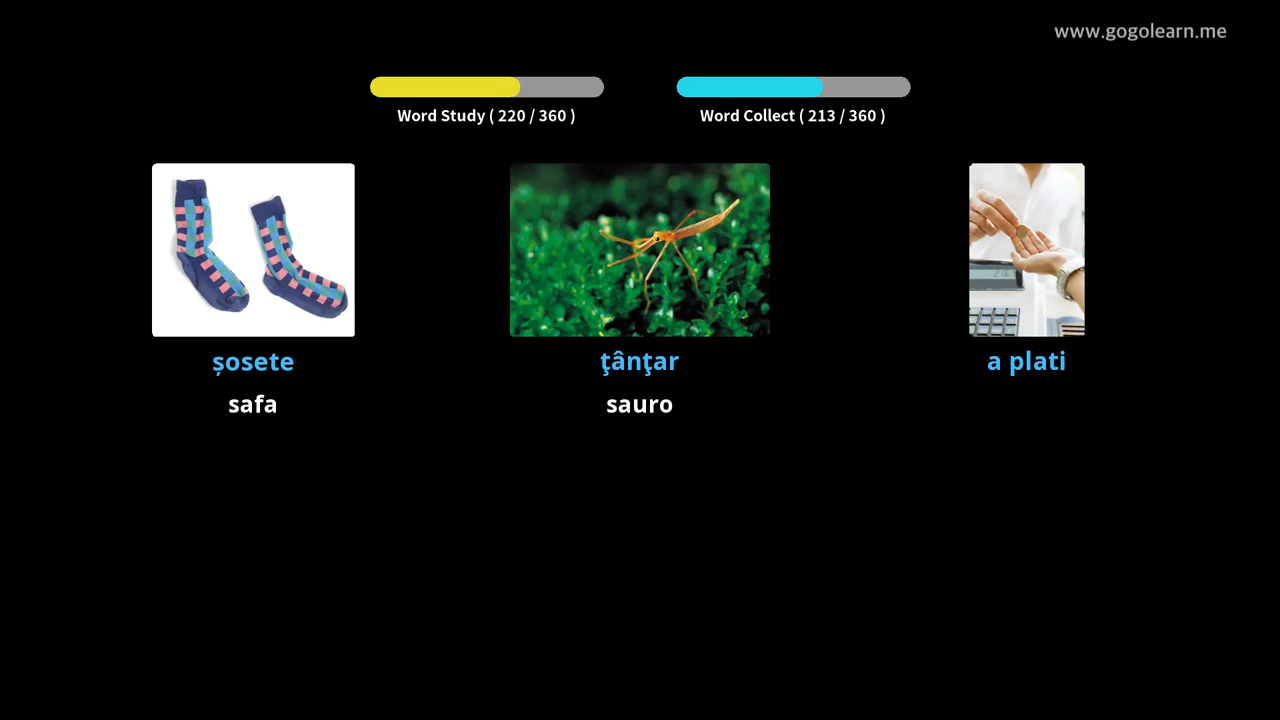 www.gogolearn.me
Word Study ( 220 / 360 )
Word Collect ( 213 / 360 )
șosete
ţânţar
a plati
safa
sauro